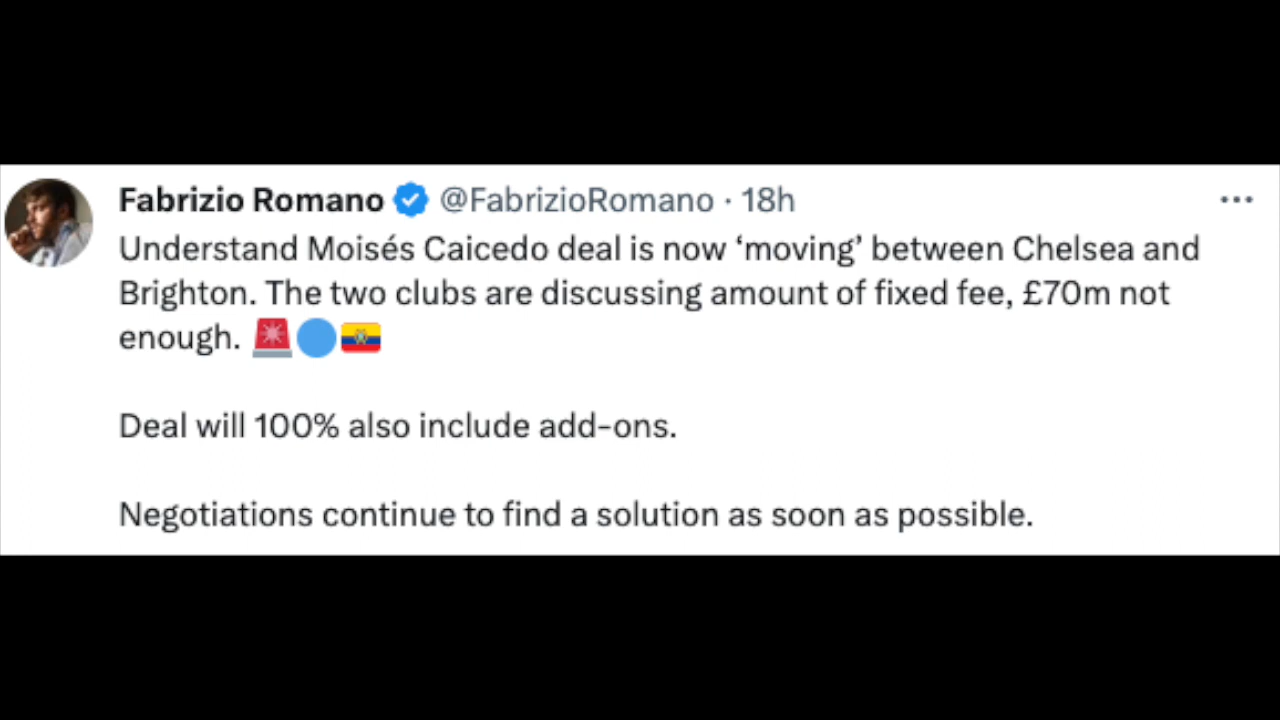 Fabrizio Romano @FabrizioRomano · 18h
Understand Moisés Caicedo deal is now ‘moving’ between Chelsea and
Brighton. The two clubs are discussing amount of fixed fee, £70m not
enough. 🚨🔵🇪🇨
Deal will 100% also include add-ons.
Negotiations continue to find a solution as soon as possible.